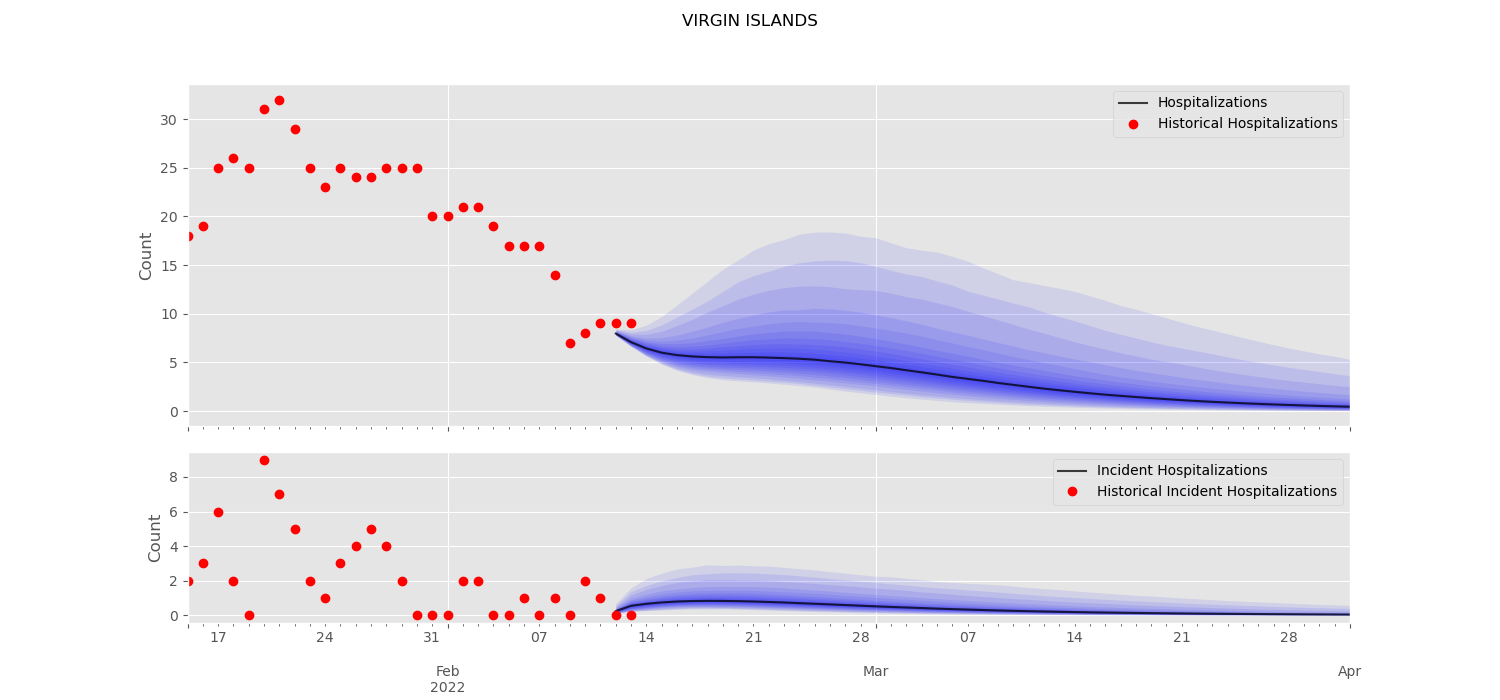 VIRGIN ISLANDS
Hospitalizations
Historical Hospitalizations
Count
30
25
20
15
10
5
0
Incident Hospitalizations
Historical Incident Hospitalizations
Count
8
6
4
2
0
17 24 31 07 14 21 28 07 14 21 28
Feb Mar Apr
2022